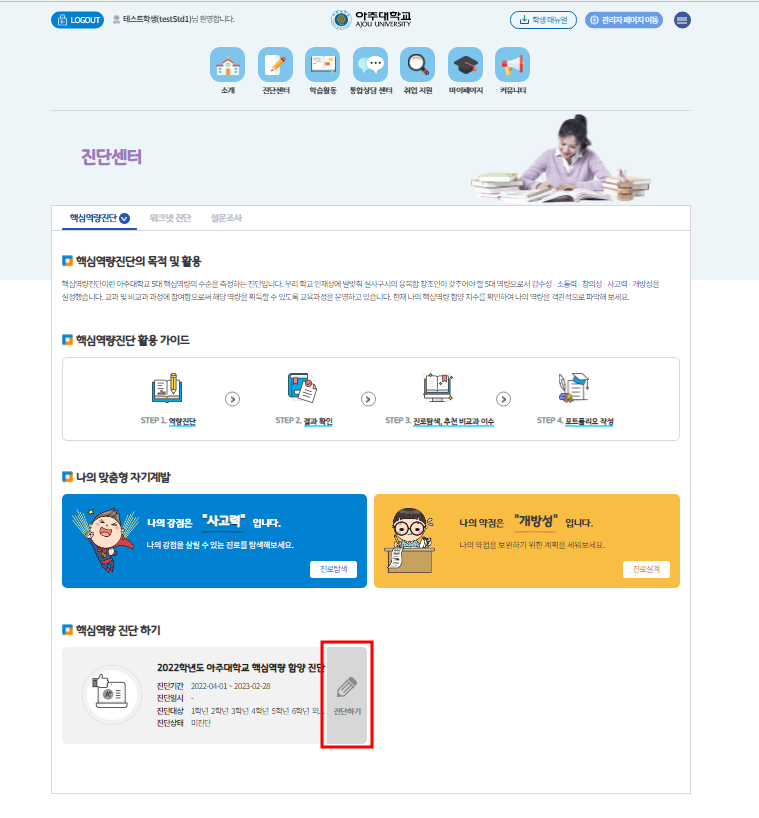 LOGOUT 테스트학생(testStd1)님 환영합니다. 아주대학교 학생 매뉴얼 관리자 페이지 이동
AJOU UNIVERSITY
소개 진단센터 학습활동 통합상담 센터 취업 지원 마이페이지 커뮤니티
진단센터
핵심역량진단 워크넷 진단 설문조사
핵심역량진단의 목적 및 활용
핵심역량진단이란 아주대학교 5대 핵심역량의 수준을 측정하는 진단입니다. 우리 학교 인재상에 발맞춰 실사구시의 융복합 창조인이 갖추어야 할 5대 역량으로서 감수성 · 소통력 · 창의성 · 사고력 · 개방성을
설정했습니다. 교과 및 비교과 과정에 참여함으로써 해당 역량을 획득할 수 있도록 교육과정을 운영하고 있습니다. 현재 나의 핵심역량 함양 지수를 확인하여 나의 역량을 객관적으로 파악해 보세요.
핵심역량진단 활용 가이드
STEP 1. 역량진단 STEP 2. 결과 확인 STEP 3. 진로탐색, 추천 비교과 이수 STEP 4. 포트폴리오 작성
나의 맞춤형 자기계발
나의 강점은 "사고력" 입니다.
나의 강점을 살릴 수 있는 진로를 탐색해보세요.
진로탐색
나의 약점은 "개방성" 입니다.
나의 약점을 보완하기 위한 계획을 세워보세요.
진로설계
핵심역량 진단 하기
2022학년도 아주대학교 핵심역량 함양 진단
진단기간 2022-04-01 ~ 2023-02-28
진단일시 -
진단대상 1학년 2학년 3학년 4학년 5학년 6학년 외...
진단상태 미진단
진단하기